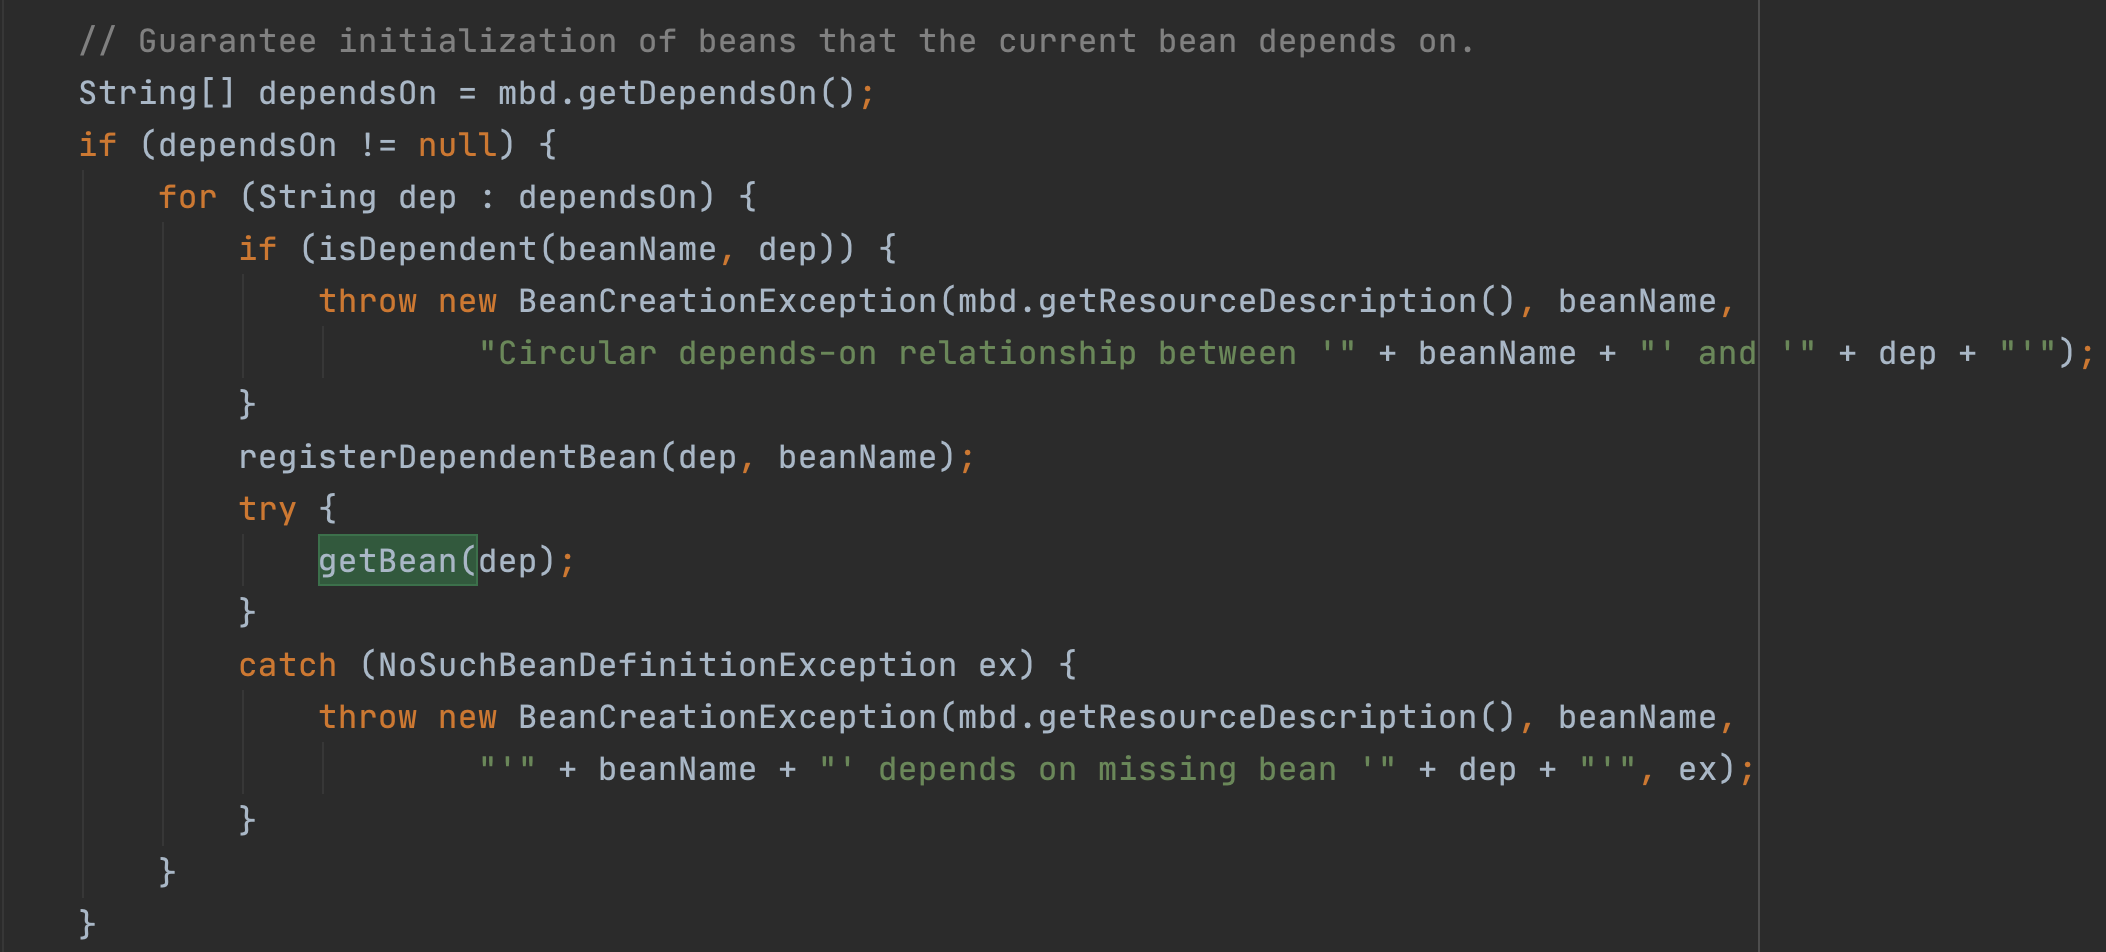 // Guarantee initialization of beans that the current bean depends on.
String[] dependsOn = mbd.getDependsOn();
if (dependsOn != null) {
for (String dep : dependsOn) {
if (isDependent(beanName, dep)) {
throw new BeanCreationException(mbd.getResourceDescription(), beanName,
"Circular depends-on relationship between '" + beanName + "' and '" + dep + "'");
}
registerDependentBean(dep, beanName);
try {
getBean(dep);
}
catch (NoSuchBeanDefinitionException ex) {
throw new BeanCreationException(mbd.getResourceDescription(), beanName,
"'" + beanName + "' depends on missing bean '" + dep + "'", ex);
}
}
}